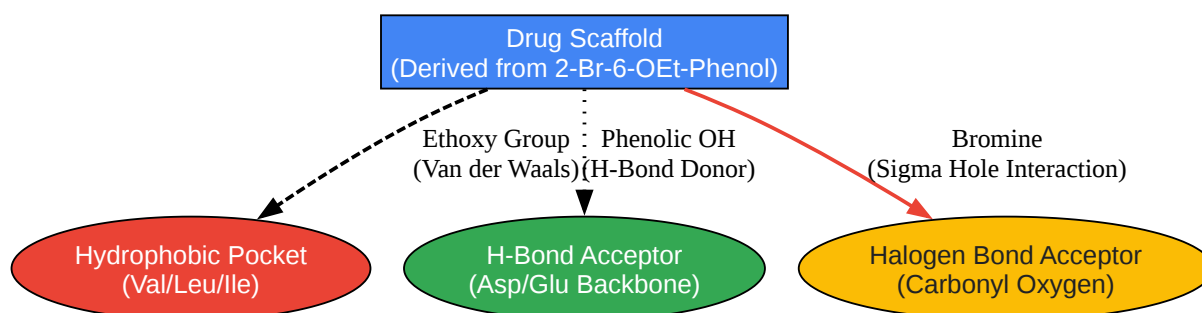 Drug Scaffold
(Derived from 2-Br-6-OEt-Phenol)
Ethoxy Group
(Van der Waals)
Phenolic OH
(H-Bond Donor)
Bromine
(Sigma Hole Interaction)
Hydrophobic Pocket
(Val/Leu/Ile)
H-Bond Acceptor
(Asp/Glu Backbone)
Halogen Bond Acceptor
(Carbonyl Oxygen)